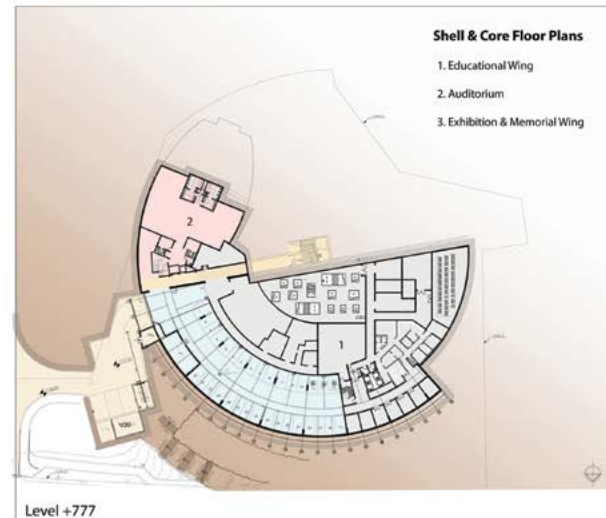 Shell & Core Floor Plans
1. Educational Wing
2. Auditorium
3. Exhibition & Memorial Wing
2
1
Level +777